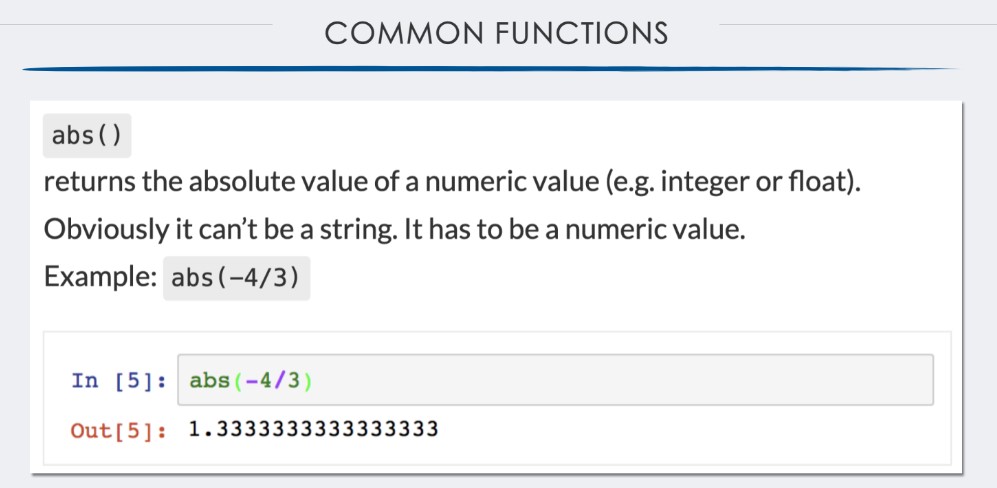 COMMON FUNCTIONS
abs()
returns the absolute value of a numeric value (e.g. integer or float).
Obviously it can’t be a string. It has to be a numeric value.
Example: abs(-4/3)
In [5]: abs(-4/3)
Out[5]: 1.3333333333333333